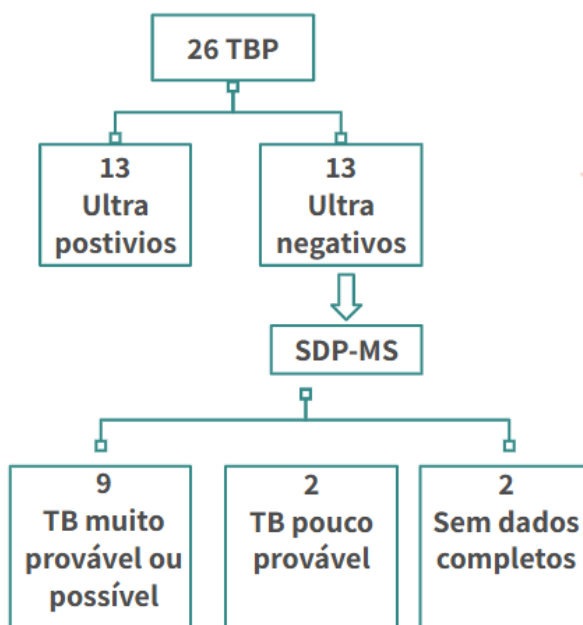 26 TBP
13
Ultra
postivios
13
Ultra
negativos
SDP-MS
9
TB muito
provável ou
possível
2
TB pouco
provável
2
Sem dados
completos